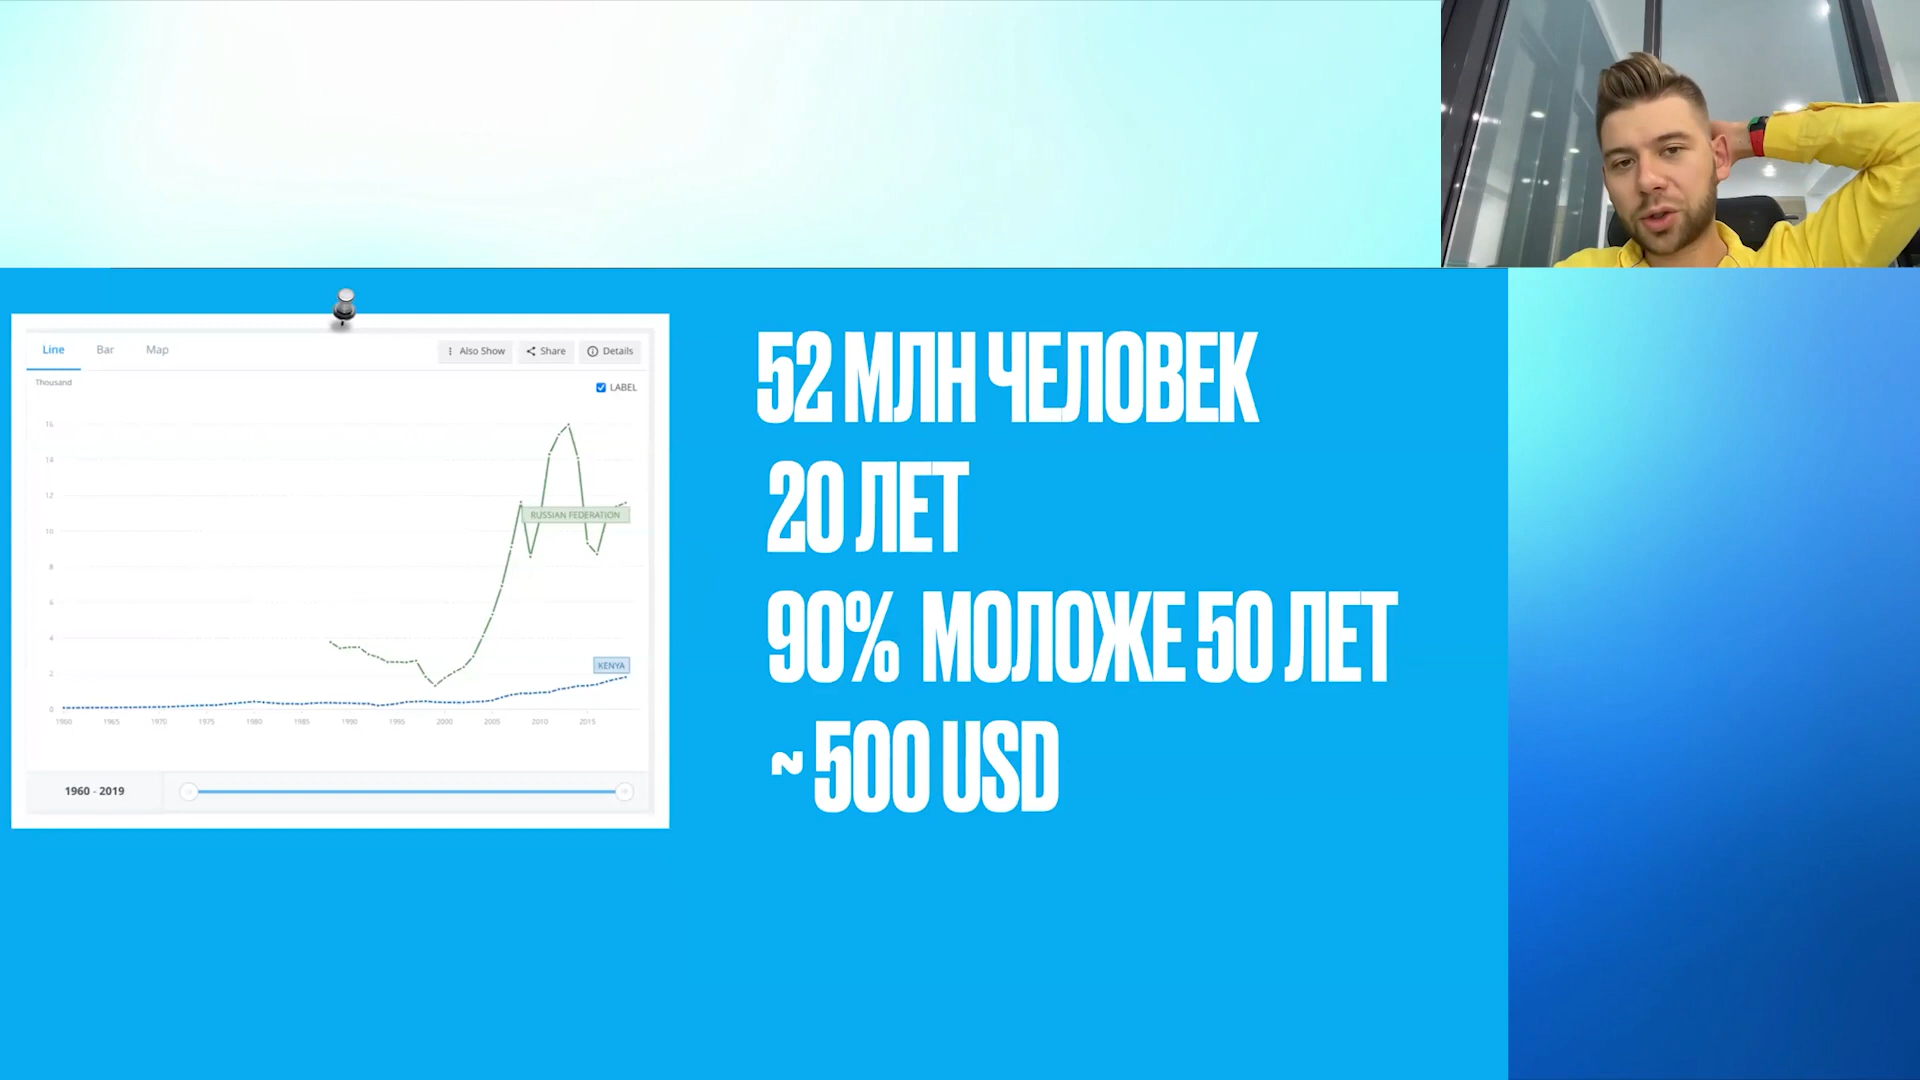 Line Bar Map
Also Show Share Details
Thousand
LABEL
16
14
12
10
8
6
4
2
0
RUSSIAN FEDERATION
KENYA
1960 1965 1970 1975 1980 1985 1990 1995 2000 2005 2010 2015
1960 - 2019
52 МЛН ЧЕЛОВЕК
20 ЛЕТ
90% МОЛОЖЕ 50 ЛЕТ
~ 500 USD